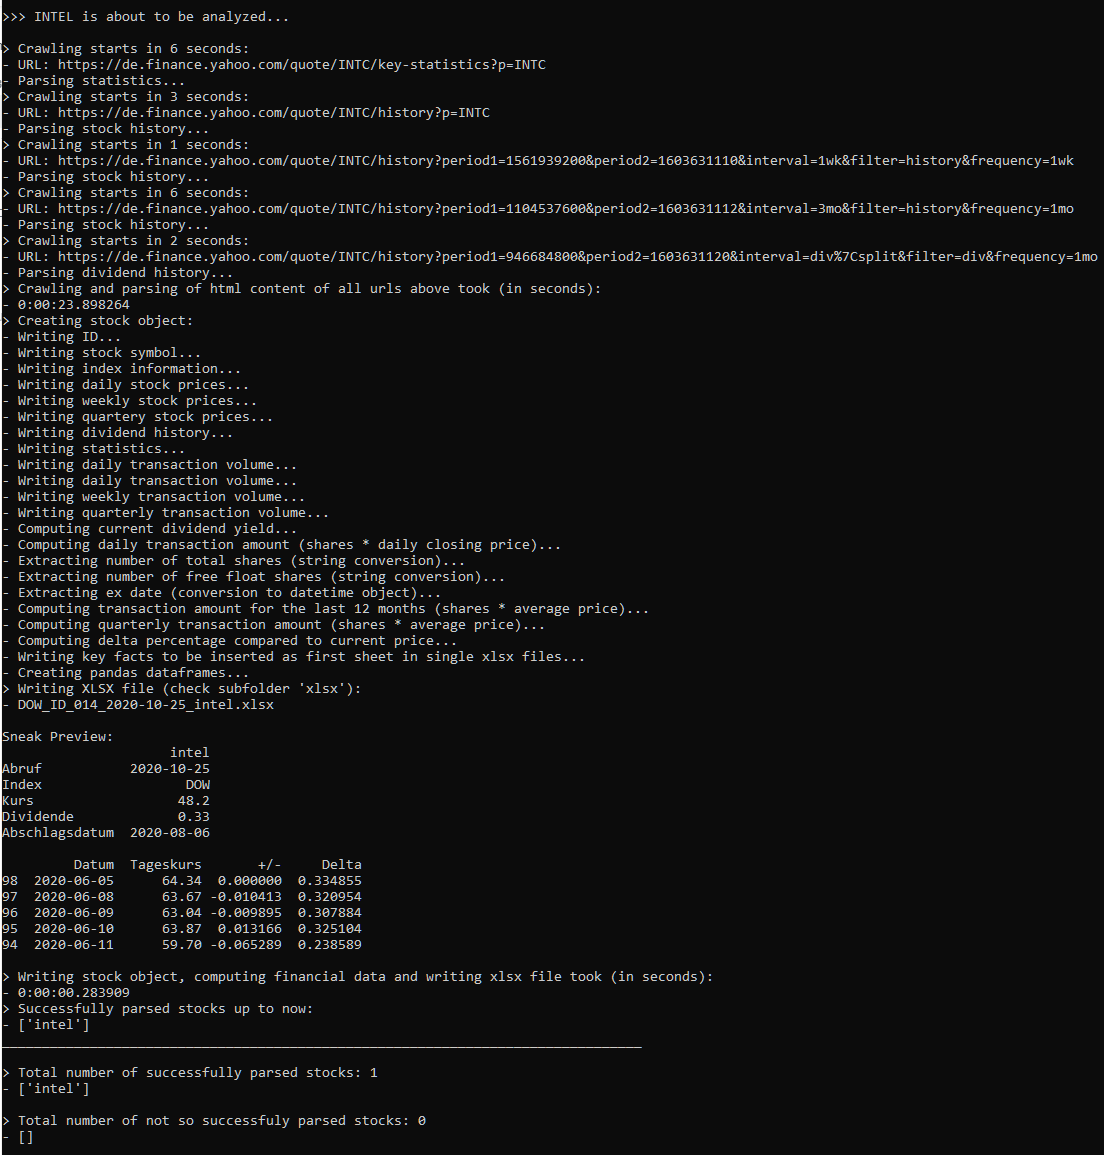 >>> INTEL is about to be analyzed...
> Crawling starts in 6 seconds:
- URL: https://de.finance.yahoo.com/quote/INTC/key-statistics?p=INTC
- Parsing statistics...
> Crawling starts in 3 seconds:
- URL: https://de.finance.yahoo.com/quote/INTC/history?p=INTC
- Parsing stock history...
> Crawling starts in 1 seconds:
- URL: https://de.finance.yahoo.com/quote/INTC/history?period1=1561939200&period2=1603631110&interval=1wk&filter=history&frequency=1wk
- Parsing stock history...
> Crawling starts in 6 seconds:
- URL: https://de.finance.yahoo.com/quote/INTC/history?period1=1104537600&period2=1603631112&interval=3mo&filter=history&frequency=1mo
- Parsing stock history...
> Crawling starts in 2 seconds:
- URL: https://de.finance.yahoo.com/quote/INTC/history?period1=946684800&period2=1603631120&interval=div%7Csplit&filter=div&frequency=1mo
- Parsing dividend history...
> Crawling and parsing of html content of all urls above took (in seconds):
- 0:00:23.898264
> Creating stock object:
- Writing ID...
- Writing stock symbol...
- Writing index information...
- Writing daily stock prices...
- Writing weekly stock prices...
- Writing quartery stock prices...
- Writing dividend history...
- Writing statistics...
- Writing daily transaction volume...
- Writing daily transaction volume...
- Writing weekly transaction volume...
- Writing quarterly transaction volume...
- Computing current dividend yield...
- Computing daily transaction amount (shares * daily closing price)...
- Extracting number of total shares (string conversion)...
- Extracting number of free float shares (string conversion)...
- Extracting ex date (conversion to datetime object)...
- Computing transaction amount for the last 12 months (shares * average price)...
- Computing quarterly transaction amount (shares * average price)...
- Computing delta percentage compared to current price...
- Writing key facts to be inserted as first sheet in single xlsx files...
- Creating pandas dataframes...
> Writing XLSX file (check subfolder 'xlsx'):
- DOW_ID_014_2020-10-25_intel.xlsx
Sneak Preview:
intel
Abruf 2020-10-25
Index DOW
Kurs 48.2
Dividende 0.33
Abschlagsdatum 2020-08-06
Datum Tageskurs +/- Delta
98 2020-06-05 64.34 0.000000 0.334855
97 2020-06-08 63.67 -0.010413 0.320954
96 2020-06-09 63.04 -0.009895 0.307884
95 2020-06-10 63.87 0.013166 0.325104
94 2020-06-11 59.70 -0.065289 0.238589
> Writing stock object, computing financial data and writing xlsx file took (in seconds):
- 0:00:00.283909
> Successfully parsed stocks up to now:
- ['intel']
________________________________________________________________________________
> Total number of successfully parsed stocks: 1
- ['intel']
> Total number of not so successfuly parsed stocks: 0
- []